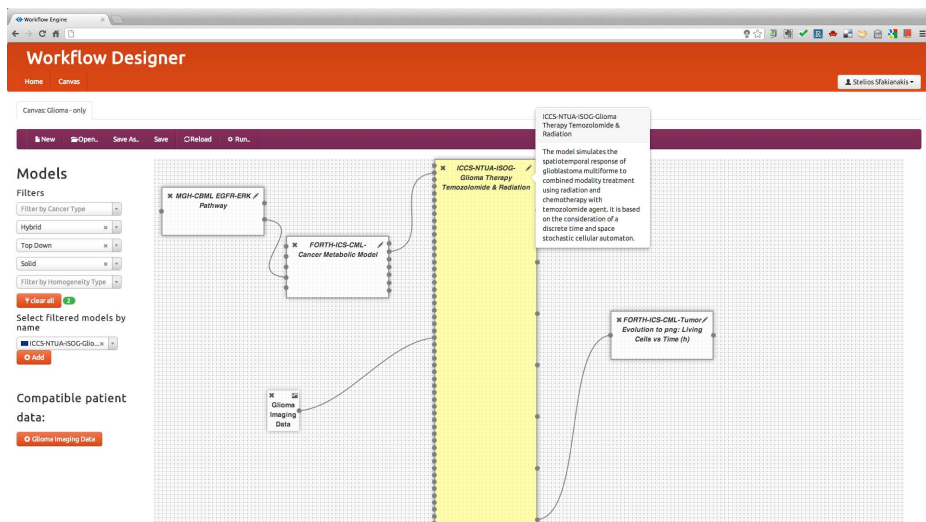 Workflow Engine
Workflow Designer
Home Canvas
Stelios Sfakianakis
Canvas: Glioma - only
New Open.. Save As.. Save Reload Run..
Models
Filters
Filter by Cancer Type
Hybrid
Top Down
Solid
Filter by Homogeneity Type
clear all 2
Select filtered models by
name
ICCS-NTUA-ISOG-Glio...
Add
Compatible patient
data:
Glioma Imaging Data
MGH-CBML EGFR-ERK
Pathway
FORTH-ICS-CML-
Cancer Metabolic Model
Glioma
Imaging
Data
ICCS-NTUA-ISOG-
Glioma Therapy
Temozolomide & Radiation
ICCS-NTUA-ISOG-Glioma
Therapy Temozolomide &
Radiation
The model simulates the
spatiotemporal response of
glioblastoma multiforme to
combined modality treatment
using radiation and
chemotherapy with
temozolomide agent. It is based
on the consideration of a
discrete time and space
stochastic cellular automaton.
FORTH-ICS-CML-Tumor
Evolution to png: Living
Cells vs Time (h)